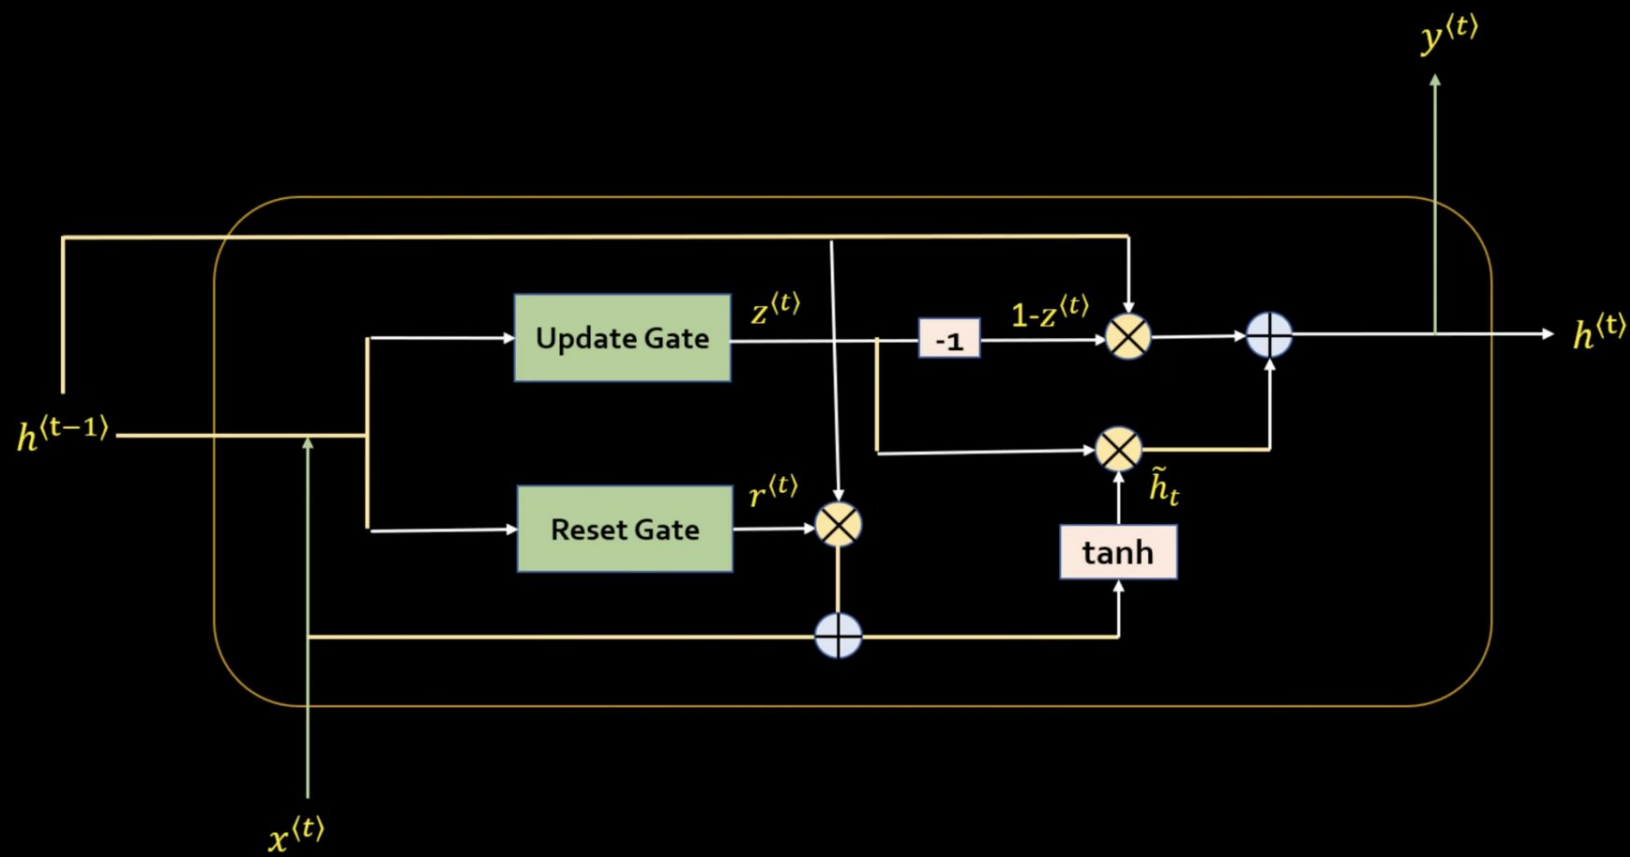 y⟨t⟩
z⟨t⟩
1-z⟨t⟩
Update Gate
-1
h⟨t⟩
h⟨t−1⟩
r⟨t⟩
h̃t
Reset Gate
tanh
x⟨t⟩